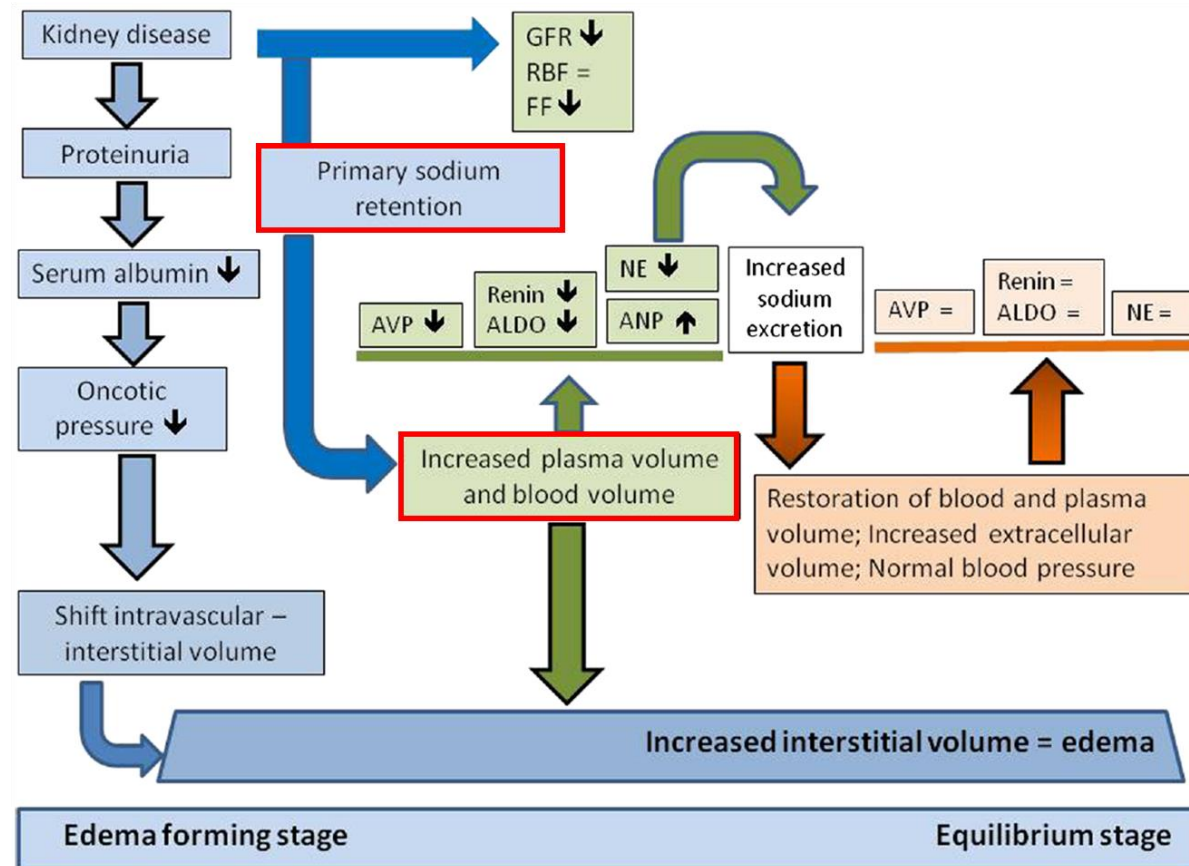 Kidney disease
Proteinuria
Serum albumin ↓
Oncotic
pressure ↓
Shift intravascular –
interstitial volume
GFR ↓
RBF =
FF ↓
Primary sodium
retention
AVP ↓
Renin ↓
ALDO ↓
NE ↓
ANP ↑
Increased
sodium
excretion
AVP =
Renin =
ALDO =
NE =
Increased plasma volume
and blood volume
Restoration of blood and plasma
volume; Increased extracellular
volume; Normal blood pressure
Increased interstitial volume = edema
Edema forming stage
Equilibrium stage